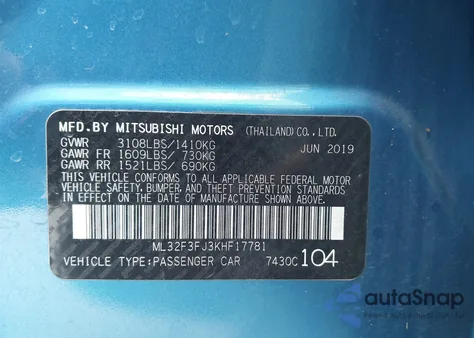 MFD.BY MITSUBISHI MOTORS (THAILAND)CO.,LTD.
GVWR 3108LBS/1410KG JUN 2019
GAWR FR 1609LBS/ 730KG
GAWR RR 1521LBS/ 690KG
THIS VEHICLE CONFORMS TO ALL APPLICABLE FEDERAL MOTOR
VEHICLE SAFETY, BUMPER, AND THEFT PREVENTION STANDARDS
IN EFFECT ON THE DATE OF MANUFACTURE SHOWN ABOVE.
ML32F3FJ3KHF17781
VEHICLE TYPE:PASSENGER CAR 7430C 104
autoSnap